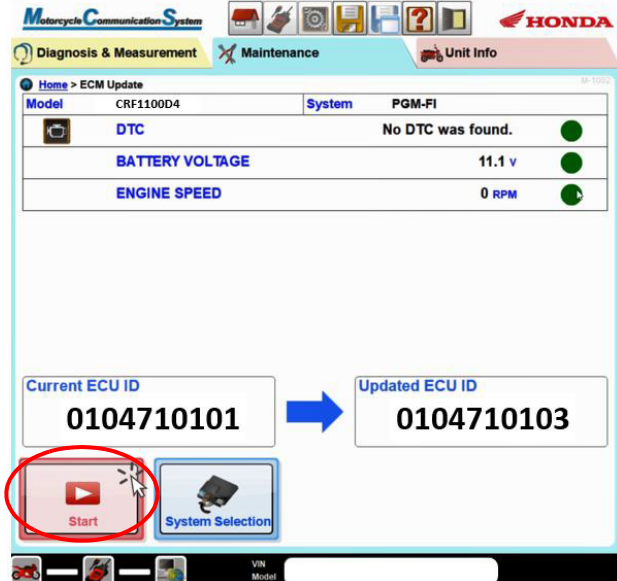 Motorcycle Communication System
? HONDA
Diagnosis & Measurement Maintenance Unit Info
Home > ECM Update M-1002
Model CRF1100D4 System PGM-FI
DTC No DTC was found.
BATTERY VOLTAGE 11.1 V
ENGINE SPEED 0 RPM
Current ECU ID Updated ECU ID
0104710101 0104710103
Start System Selection
VIN
Model